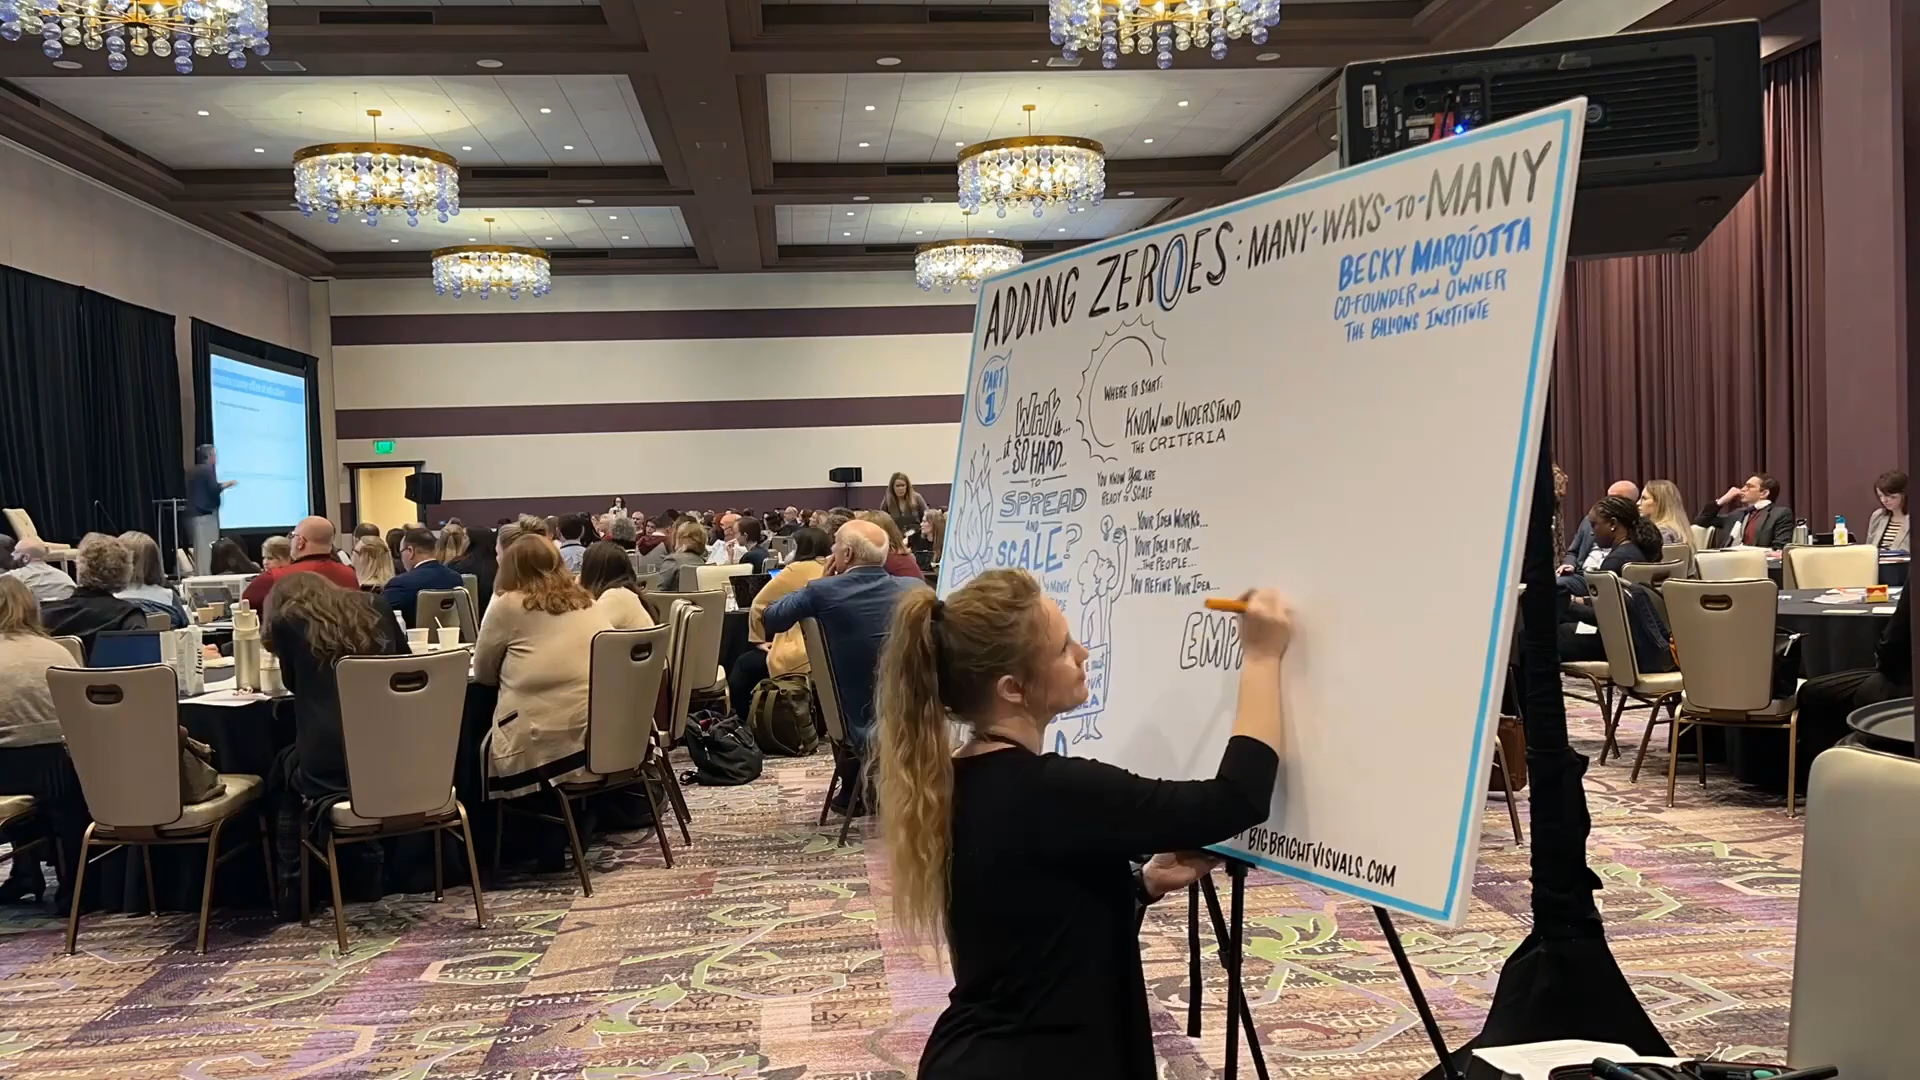 ADDING ZEROES: MANY-WAYS-TO-MANY
BECKY MARGIOTTA
CO-FOUNDER and OWNER
THE BILLIONS INSTITUTE
PART
1
WHY...
...it SO HARD...
TO
SPREAD
AND
SCALE?
WHERE TO START:
KNOW AND UNDERSTAND
THE CRITERIA
YOU KNOW You ARE
READY to SCALE
...YOUR IDEA WORKS...
YOUR IDEA IS FOR...
...THE PEOPLE...
...YOU REFINE YOUR IDEA...
EMP
BIGBRIGHTVISUALS.COM